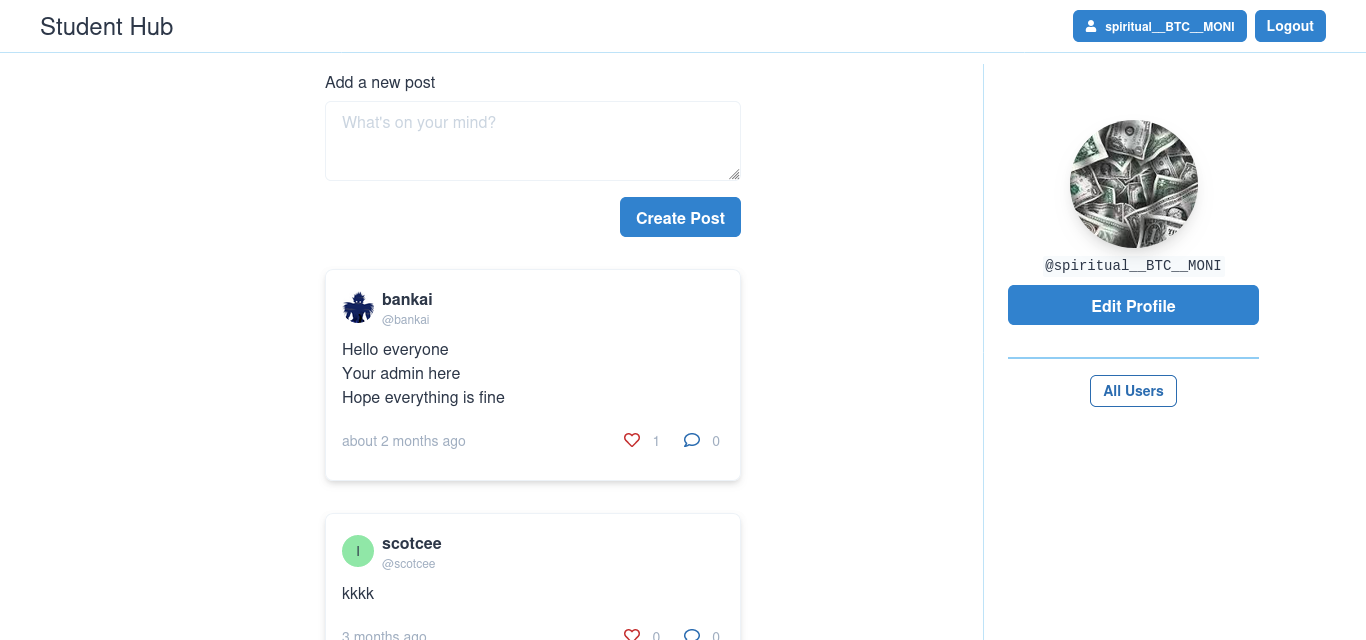 Student Hub
spiritual__BTC__MONI
Logout
Add a new post
What's on your mind?
Create Post
bankai
@bankai
Hello everyone
Your admin here
Hope everything is fine
about 2 months ago
1
0
scotcee
@scotcee
kkkk
3 months ago
0
0
@spiritual__BTC__MONI
Edit Profile
All Users